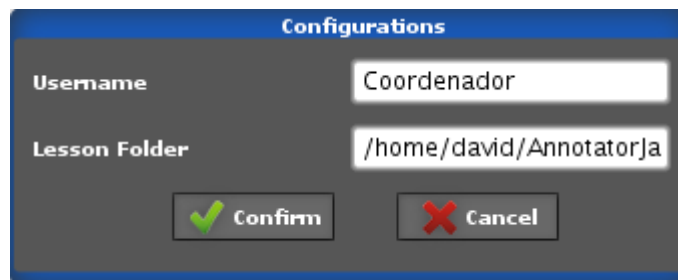 Configurations
Username Coordenador
Lesson Folder /home/david/AnnotatorJa
Confirm Cancel